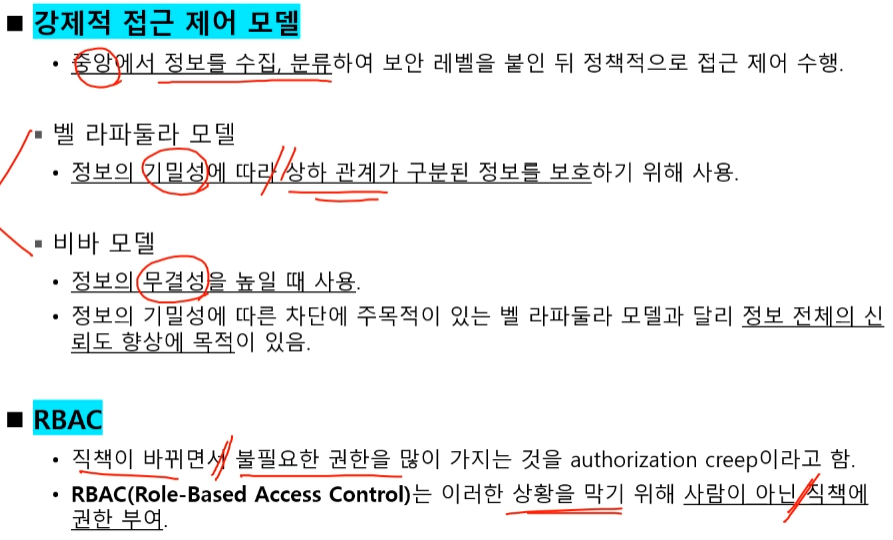 강제적 접근 제어 모델
중앙에서 정보를 수집, 분류하여 보안 레벨을 붙인 뒤 정책적으로 접근 제어 수행.
벨 라파둘라 모델
정보의 기밀성에 따라 상하 관계가 구분된 정보를 보호하기 위해 사용.
비바 모델
정보의 무결성을 높일 때 사용.
정보의 기밀성에 따른 차단에 주목적이 있는 벨 라파둘라 모델과 달리 정보 전체의 신
뢰도 향상에 목적이 있음.
RBAC
직책이 바뀌면서 불필요한 권한을 많이 가지는 것을 authorization creep이라고 함.
RBAC(Role-Based Access Control)는 이러한 상황을 막기 위해 사람이 아닌 직책에
권한 부여.